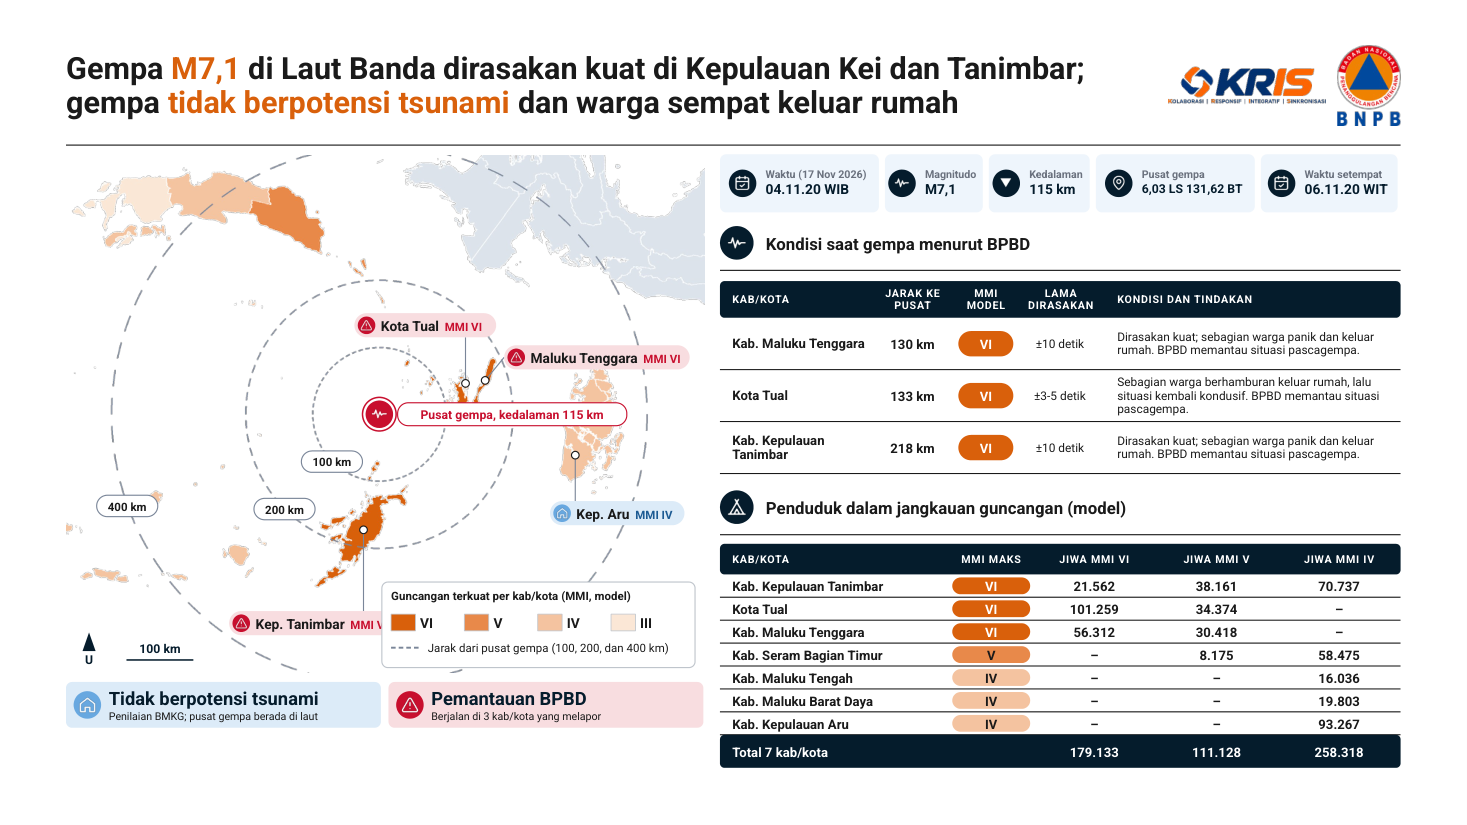 Gempa M7,1 di Laut Banda dirasakan kuat di Kepulauan Kei dan Tanimbar;
gempa tidak berpotensi tsunami dan warga sempat keluar rumah
KRIS
KOLABORASI | RESPONSIF | INTEGRATIF | SINKRONISASI
BADAN NASIONAL
PENANGGULANGAN BENCANA
BNPB
Waktu (17 Nov 2026)
04.11.20 WIB
Magnitudo
M7,1
Kedalaman
115 km
Pusat gempa
6,03 LS 131,62 BT
Waktu setempat
06.11.20 WIT
Kota Tual MMI VI
Maluku Tenggara MMI VI
Pusat gempa, kedalaman 115 km
100 km
400 km
200 km
Kep. Aru MMI IV
Kep. Tanimbar MMI V
Guncangan terkuat per kab/kota (MMI, model)
VI
V
IV
III
Jarak dari pusat gempa (100, 200, dan 400 km)
U
100 km
Tidak berpotensi tsunami
Penilaian BMKG; pusat gempa berada di laut
Pemantauan BPBD
Berjalan di 3 kab/kota yang melapor
Kondisi saat gempa menurut BPBD
KAB/KOTA
JARAK KE
PUSAT
MMI
MODEL
LAMA
DIRASAKAN
KONDISI DAN TINDAKAN
Kab. Maluku Tenggara
130 km
VI
±10 detik
Dirasakan kuat; sebagian warga panik dan keluar
rumah. BPBD memantau situasi pascagempa.
Kota Tual
133 km
VI
±3-5 detik
Sebagian warga berhamburan keluar rumah, lalu
situasi kembali kondusif. BPBD memantau situasi
pascagempa.
Kab. Kepulauan
Tanimbar
218 km
VI
±10 detik
Dirasakan kuat; sebagian warga panik dan keluar
rumah. BPBD memantau situasi pascagempa.
Penduduk dalam jangkauan guncangan (model)
KAB/KOTA MMI MAKS JIWA MMI VI JIWA MMI V JIWA MMI IV
Kab. Kepulauan Tanimbar VI 21.562 38.161 70.737
Kota Tual VI 101.259 34.374 –
Kab. Maluku Tenggara VI 56.312 30.418 –
Kab. Seram Bagian Timur V – 8.175 58.475
Kab. Maluku Tengah IV – – 16.036
Kab. Maluku Barat Daya IV – – 19.803
Kab. Kepulauan Aru IV – – 93.267
Total 7 kab/kota 179.133 111.128 258.318